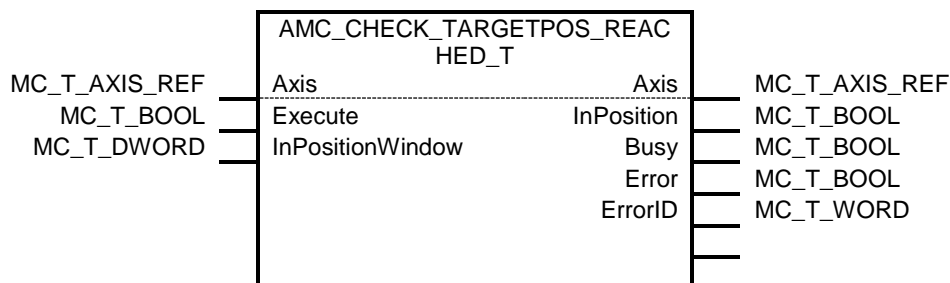 AMC_CHECK_TARGETPOS_REAC
HED_T
MC_T_AXIS_REF Axis Axis MC_T_AXIS_REF
MC_T_BOOL Execute InPosition MC_T_BOOL
MC_T_DWORD InPositionWindow Busy MC_T_BOOL
Error MC_T_BOOL
ErrorID MC_T_WORD